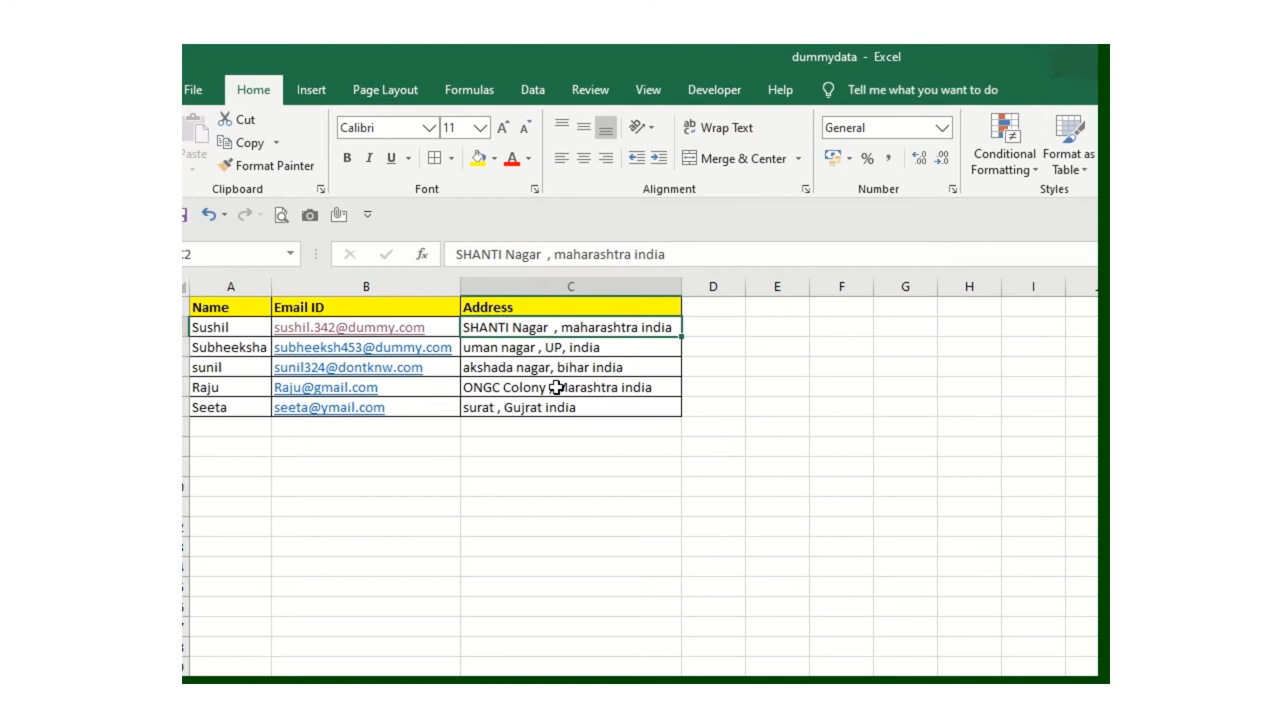 dummydata - Excel
File Home Insert Page Layout Formulas Data Developer Review View Developer Help Tell me what you want to do
Cut
Calibri 11 Wrap Text General
Copy
Paste
Format Painter B I U Merge & Center % Conditional Format as
Formatting Table
Clipboard Font Alignment Number Styles
fx SHANTI Nagar , maharashtra india
A B C D E F G H I
Name Email ID Address
Sushil sushil.342@dummy.com SHANTI Nagar , maharashtra india
Subheeksha subheeksh453@dummy.com uman nagar , UP, india
sunil sunil324@dontknw.com akshada nagar, bihar india
Raju Raju@gmail.com ONGC Colony india
Seeta seeta@ymail.com surat , Gujrat india